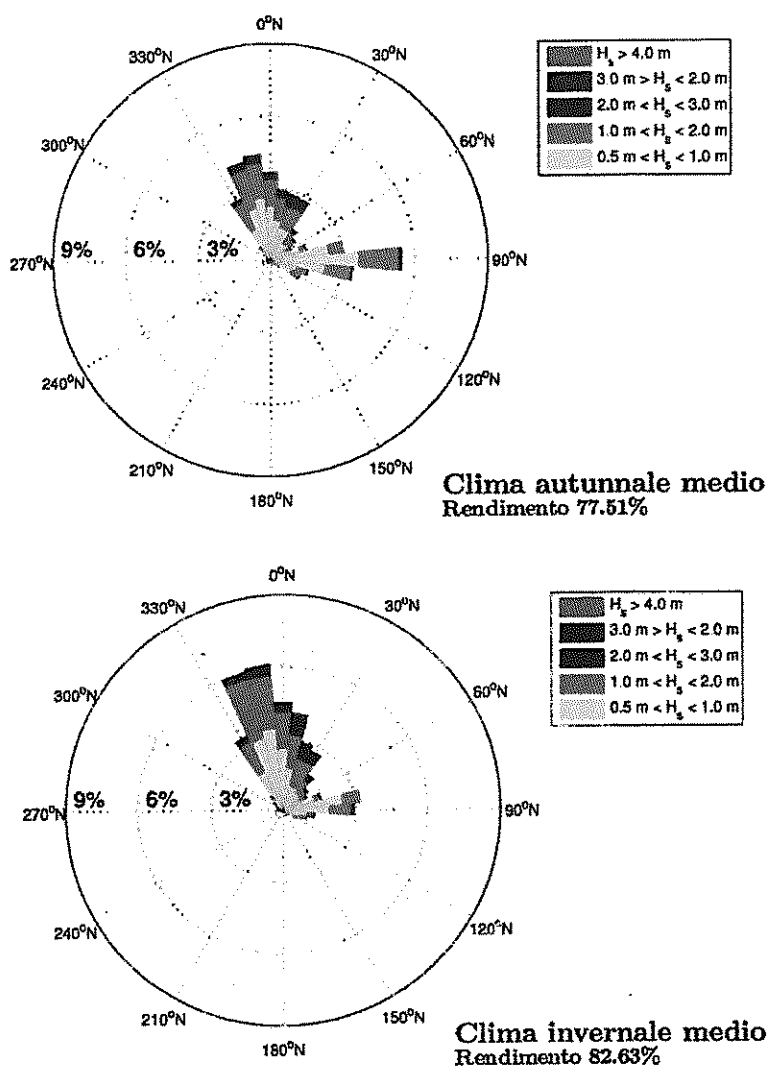 0°N
330°N
30°N
300°N
60°N
9%
6%
3%
270°N
90°N
240°N
120°N
210°N
150°N
180°N
H_s > 4.0 m
3.0 m > H_s < 2.0 m
2.0 m < H_s < 3.0 m
1.0 m < H_s < 2.0 m
0.5 m < H_s < 1.0 m
Clima autunnale medio
Rendimento 77.51%
0°N
330°N
30°N
300°N
60°N
9%
6%
3%
270°N
90°N
240°N
120°N
210°N
150°N
180°N
H_s > 4.0 m
3.0 m > H_s < 2.0 m
2.0 m < H_s < 3.0 m
1.0 m < H_s < 2.0 m
0.5 m < H_s < 1.0 m
Clima invernale medio
Rendimento 82.63%